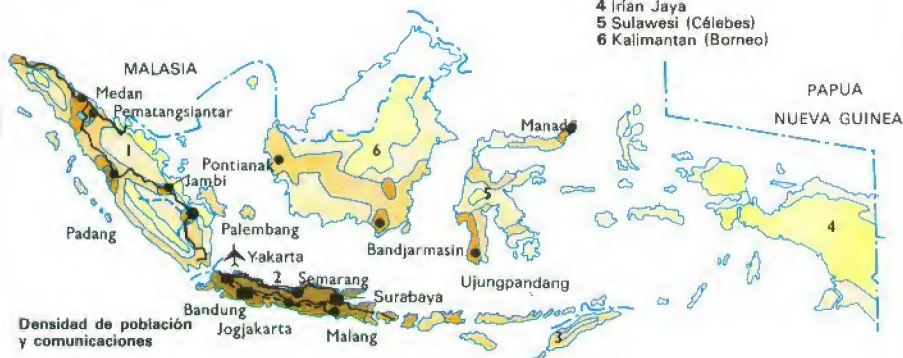 4 Irian Jaya
5 Sulawesi (Célebes)
6 Kalimantan (Borneo)
MALASIA
PAPUA
NUEVA GUINEA
Medan
Pematangsiantar
Manado
1
6
Pontianak
Jambi
5
4
Padang
Palembang
Bandjarmasin
Yakarta
Ujungpandang
2
Semarang
Surabaya
Bandung
Jogjakarta
Malang
3
Densidad de población
y comunicaciones